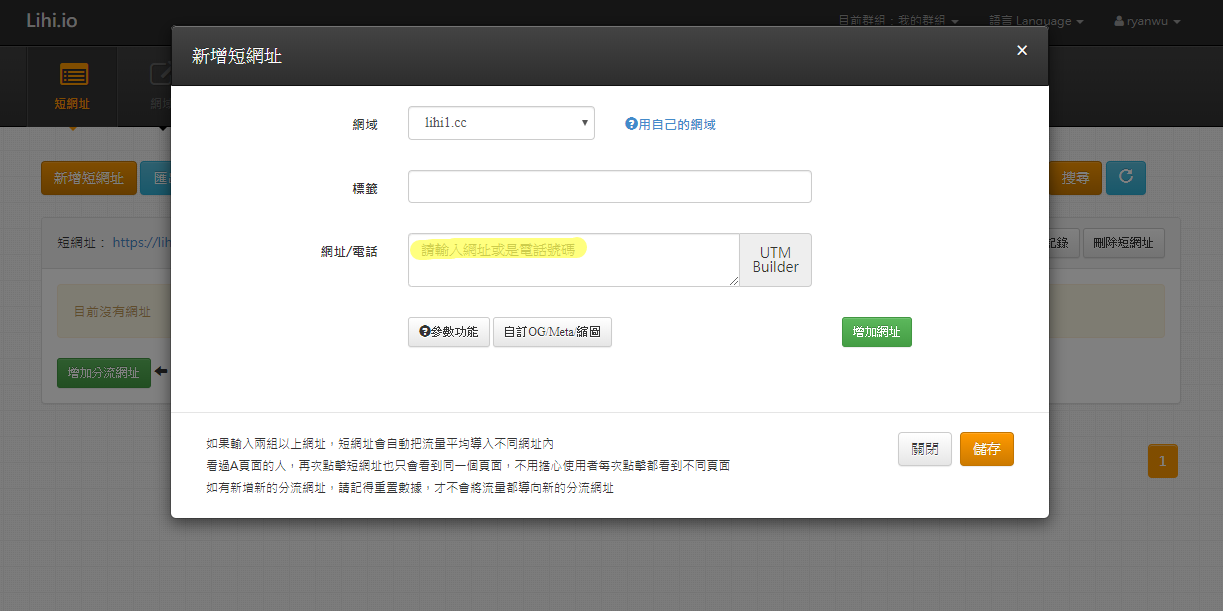 Lihi.io
目前群組：我的群組
語言 Language
ryanwu
短網址
新增短網址
×
網域
lihi1.cc
用自己的網域
標籤
網址/電話
請輸入網址或是電話號碼
UTM
Builder
參數功能
自訂OG/Meta/縮圖
增加網址
如果輸入兩組以上網址，短網址會自動把流量平均導入不同網址內
看過A頁面的人，再次點擊短網址也只會看到同一個頁面，不用擔心使用者每次點擊都看到不同頁面
如有新增新的分流網址，請記得重置數據，才不會將流量都導向新的分流網址
關閉
儲存
新增短網址
搜尋
短網址： https://lih
刪除短網址
目前沒有網址
增加分流網址
1